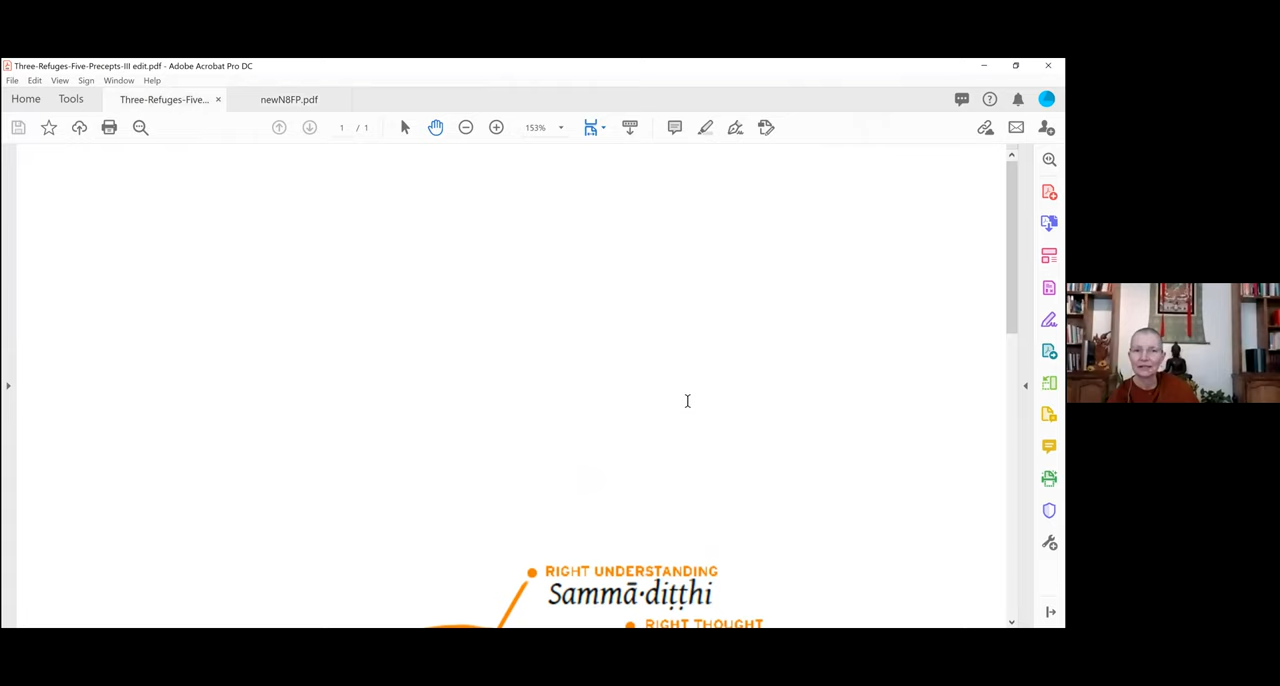 Three-Refuges-Five-Precepts-III edit.pdf - Adobe Acrobat Pro DC
File Edit View Sign Window Help
Home Tools Three-Refuges-Five... × newN8FP.pdf
1 / 1 153%
RIGHT UNDERSTANDING
Sammā·diṭṭhi
RIGHT THOUGHT